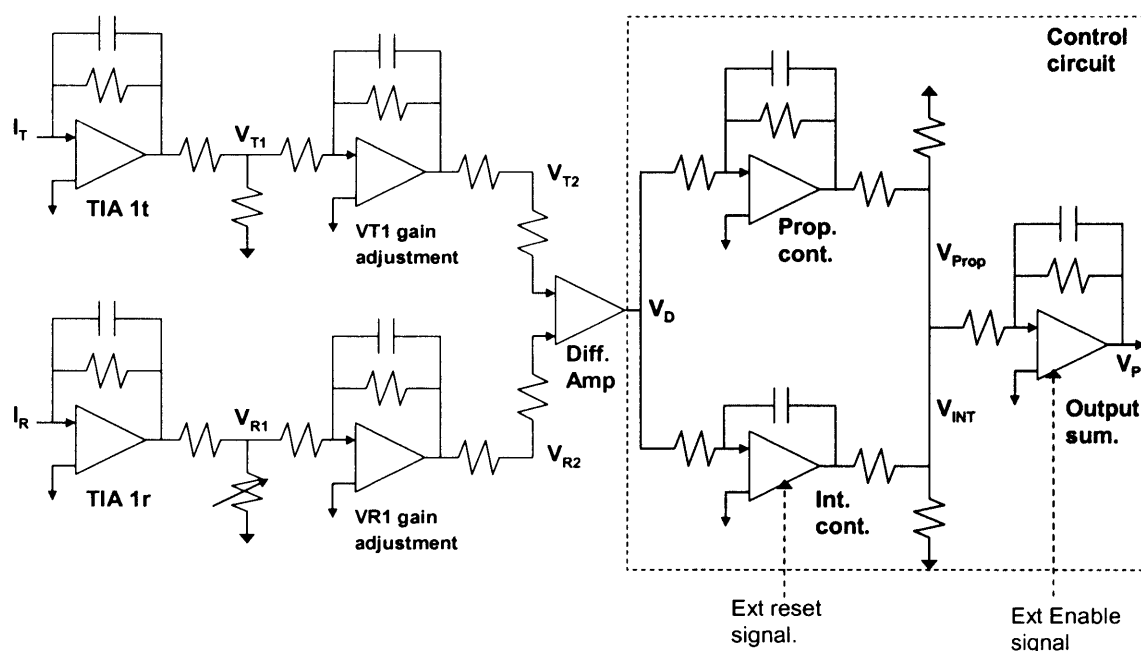 Control
circuit
I_T
V_T1
TIA 1t
VT1 gain
adjustment
V_T2
Prop.
cont.
V_Prop
V_D
Diff.
Amp
V_P
I_R
V_R1
TIA 1r
VR1 gain
adjustment
V_R2
V_INT
Output
sum.
Int.
cont.
Ext reset
signal.
Ext Enable
signal